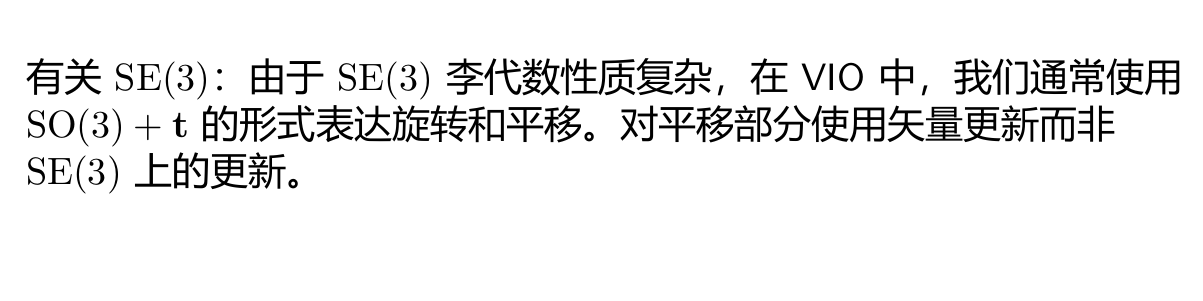 有关 SE(3)：由于 SE(3) 李代数性质复杂，在 VIO 中，我们通常使用
SO(3) + t 的形式表达旋转和平移。对平移部分使用矢量更新而非
SE(3) 上的更新。